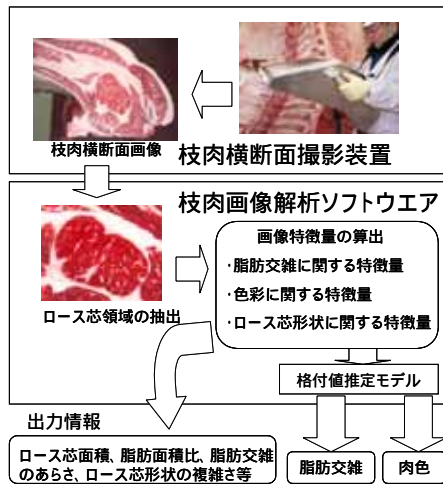 枝肉横断面画像
枝肉横断面撮影装置
枝肉画像解析ソフトウエア
ロース芯領域の抽出
画像特徴量の算出
・脂肪交雑に関する特徴量
・色彩に関する特徴量
・ロース芯形状に関する特徴量
格付値推定モデル
出力情報
ロース芯面積、脂肪面積比、脂肪交雑
のあらさ、ロース芯形状の複雑さ等
脂肪交雑
肉色